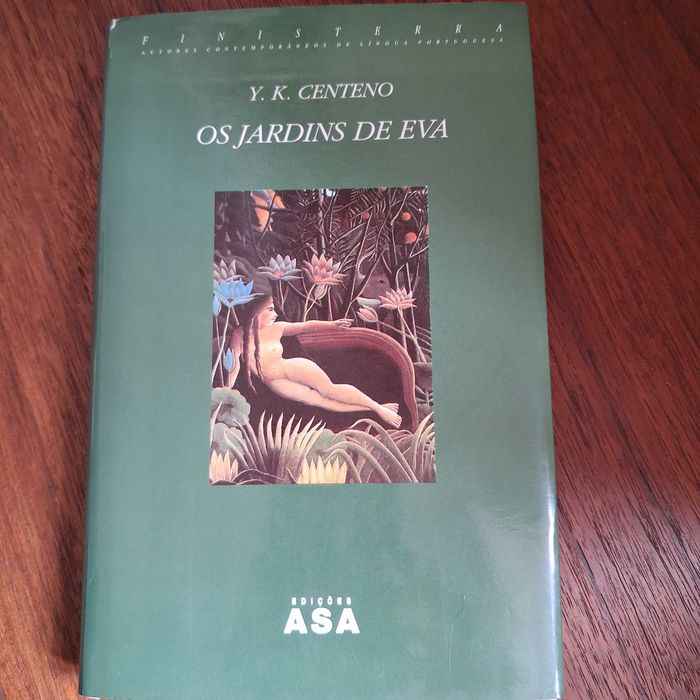 FINISTERRA
AUTORES CONTEMPORÂNEOS DE LÍNGUA PORTUGUESA
Y. K. CENTENO
OS JARDINS DE EVA
EDIÇÕES
ASA